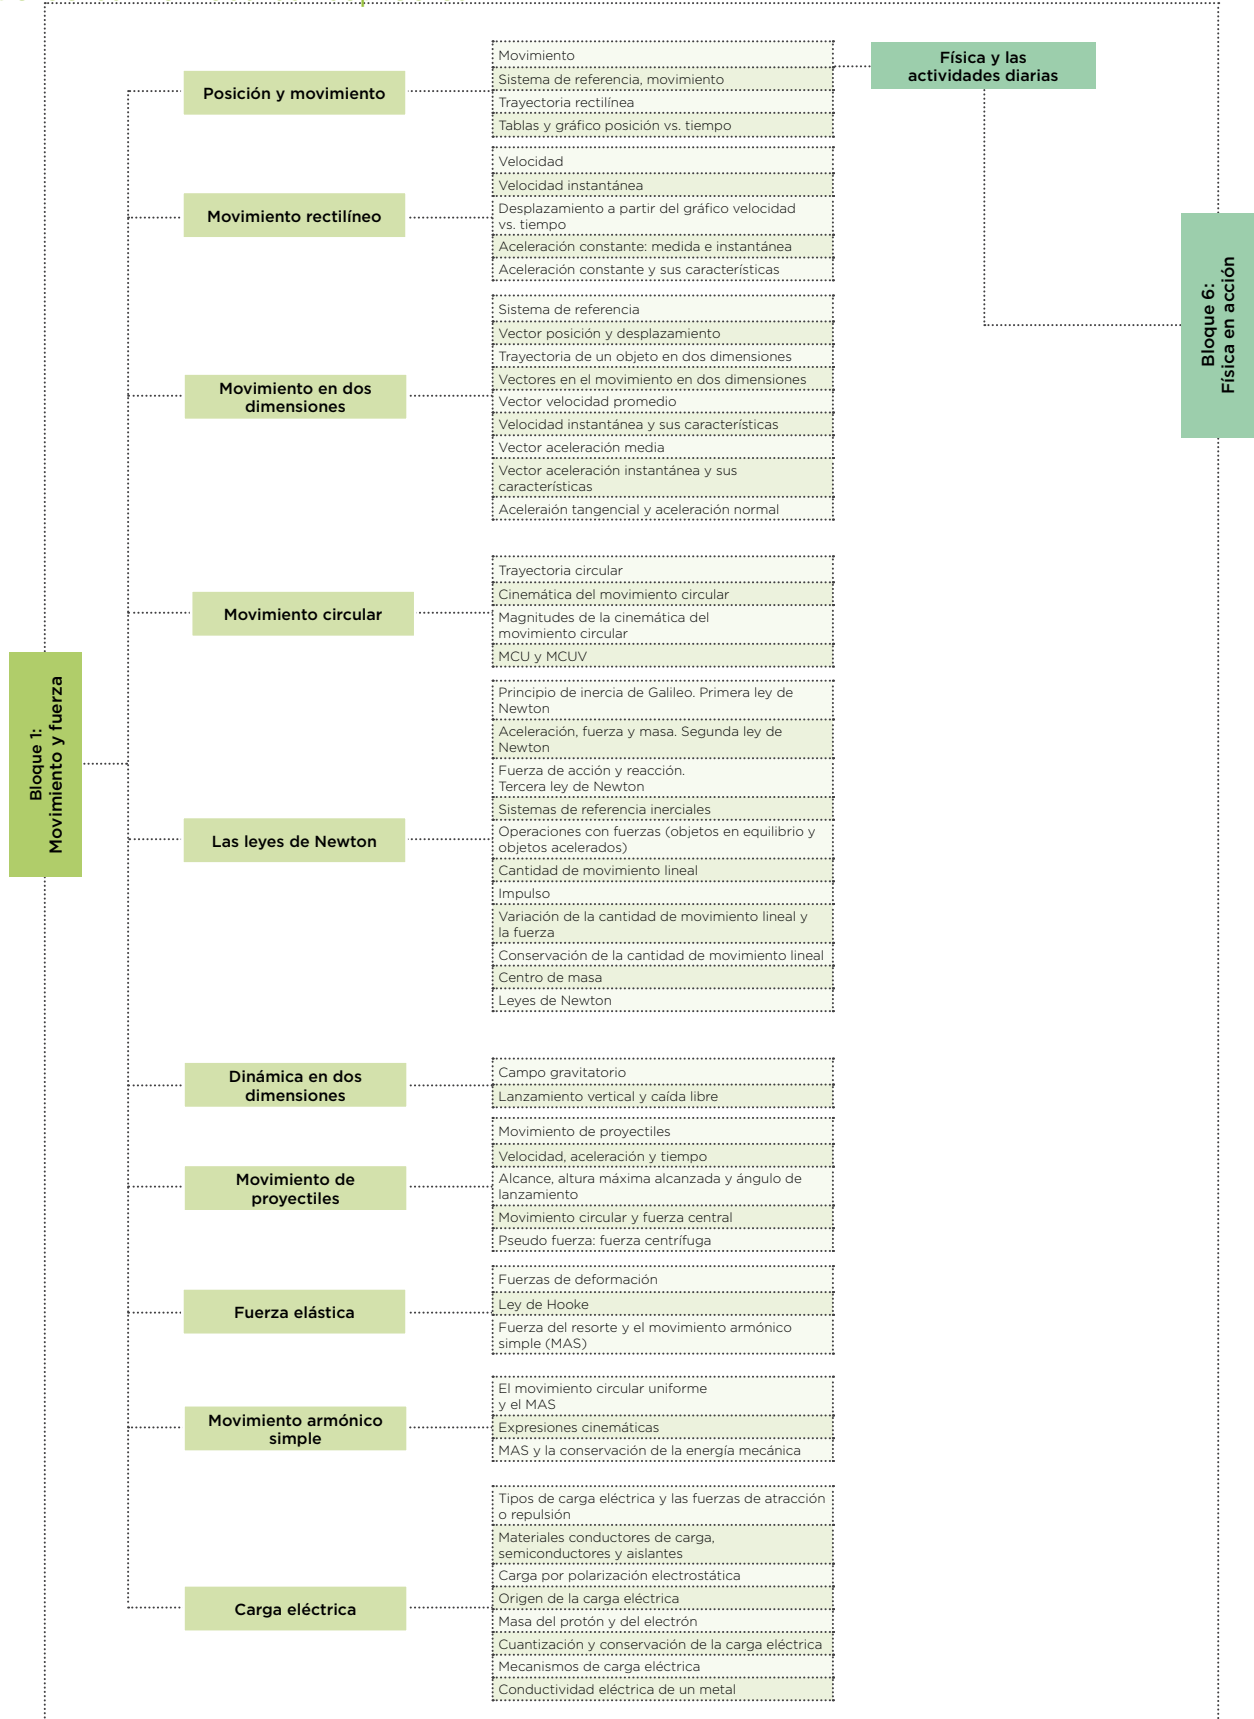 Bloque 1:
Movimiento y fuerza
Posición y movimiento
Movimiento
Sistema de referencia, movimiento
Trayectoria rectilínea
Tablas y gráfico posición vs. tiempo
Física y las
actividades diarias
Bloque 6:
Física en acción
Movimiento rectilíneo
Velocidad
Velocidad instantánea
Desplazamiento a partir del gráfico velocidad
vs. tiempo
Aceleración constante: medida e instantánea
Aceleración constante y sus características
Movimiento en dos
dimensiones
Sistema de referencia
Vector posición y desplazamiento
Trayectoria de un objeto en dos dimensiones
Vectores en el movimiento en dos dimensiones
Vector velocidad promedio
Velocidad instantánea y sus características
Vector aceleración media
Vector aceleración instantánea y sus
características
Aceleraión tangencial y aceleración normal
Movimiento circular
Trayectoria circular
Cinemática del movimiento circular
Magnitudes de la cinemática del
movimiento circular
MCU y MCUV
Las leyes de Newton
Principio de inercia de Galileo. Primera ley de
Newton
Aceleración, fuerza y masa. Segunda ley de
Newton
Fuerza de acción y reacción.
Tercera ley de Newton
Sistemas de referencia inerciales
Operaciones con fuerzas (objetos en equilibrio y
objetos acelerados)
Cantidad de movimiento lineal
Impulso
Variación de la cantidad de movimiento lineal y
la fuerza
Conservación de la cantidad de movimiento lineal
Centro de masa
Leyes de Newton
Dinámica en dos
dimensiones
Campo gravitatorio
Lanzamiento vertical y caída libre
Movimiento de
proyectiles
Movimiento de proyectiles
Velocidad, aceleración y tiempo
Alcance, altura máxima alcanzada y ángulo de
lanzamiento
Movimiento circular y fuerza central
Pseudo fuerza: fuerza centrífuga
Fuerza elástica
Fuerzas de deformación
Ley de Hooke
Fuerza del resorte y el movimiento armónico
simple (MAS)
Movimiento armónico
simple
El movimiento circular uniforme
y el MAS
Expresiones cinemáticas
MAS y la conservación de la energía mecánica
Carga eléctrica
Tipos de carga eléctrica y las fuerzas de atracción
o repulsión
Materiales conductores de carga,
semiconductores y aislantes
Carga por polarización electrostática
Origen de la carga eléctrica
Masa del protón y del electrón
Cuantización y conservación de la carga eléctrica
Mecanismos de carga eléctrica
Conductividad eléctrica de un metal